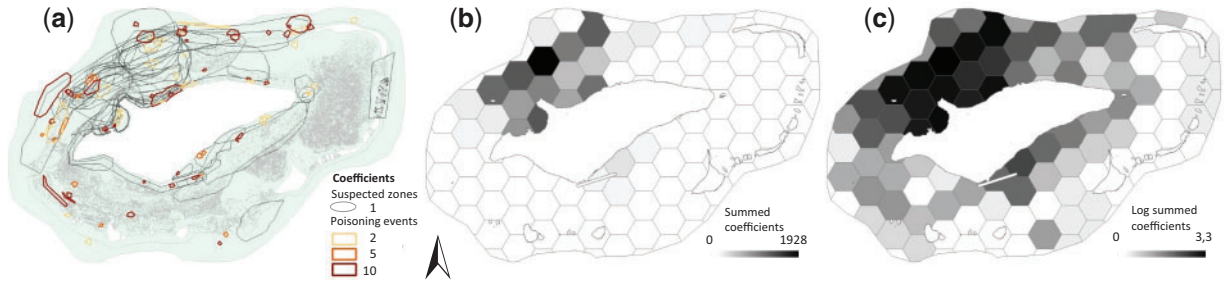 (a)
Coefficients
Suspected zones
1
Poisoning events
2
5
10
(b)
Summed
coefficients
0 1928
(c)
Log summed
coefficients
0 3,3